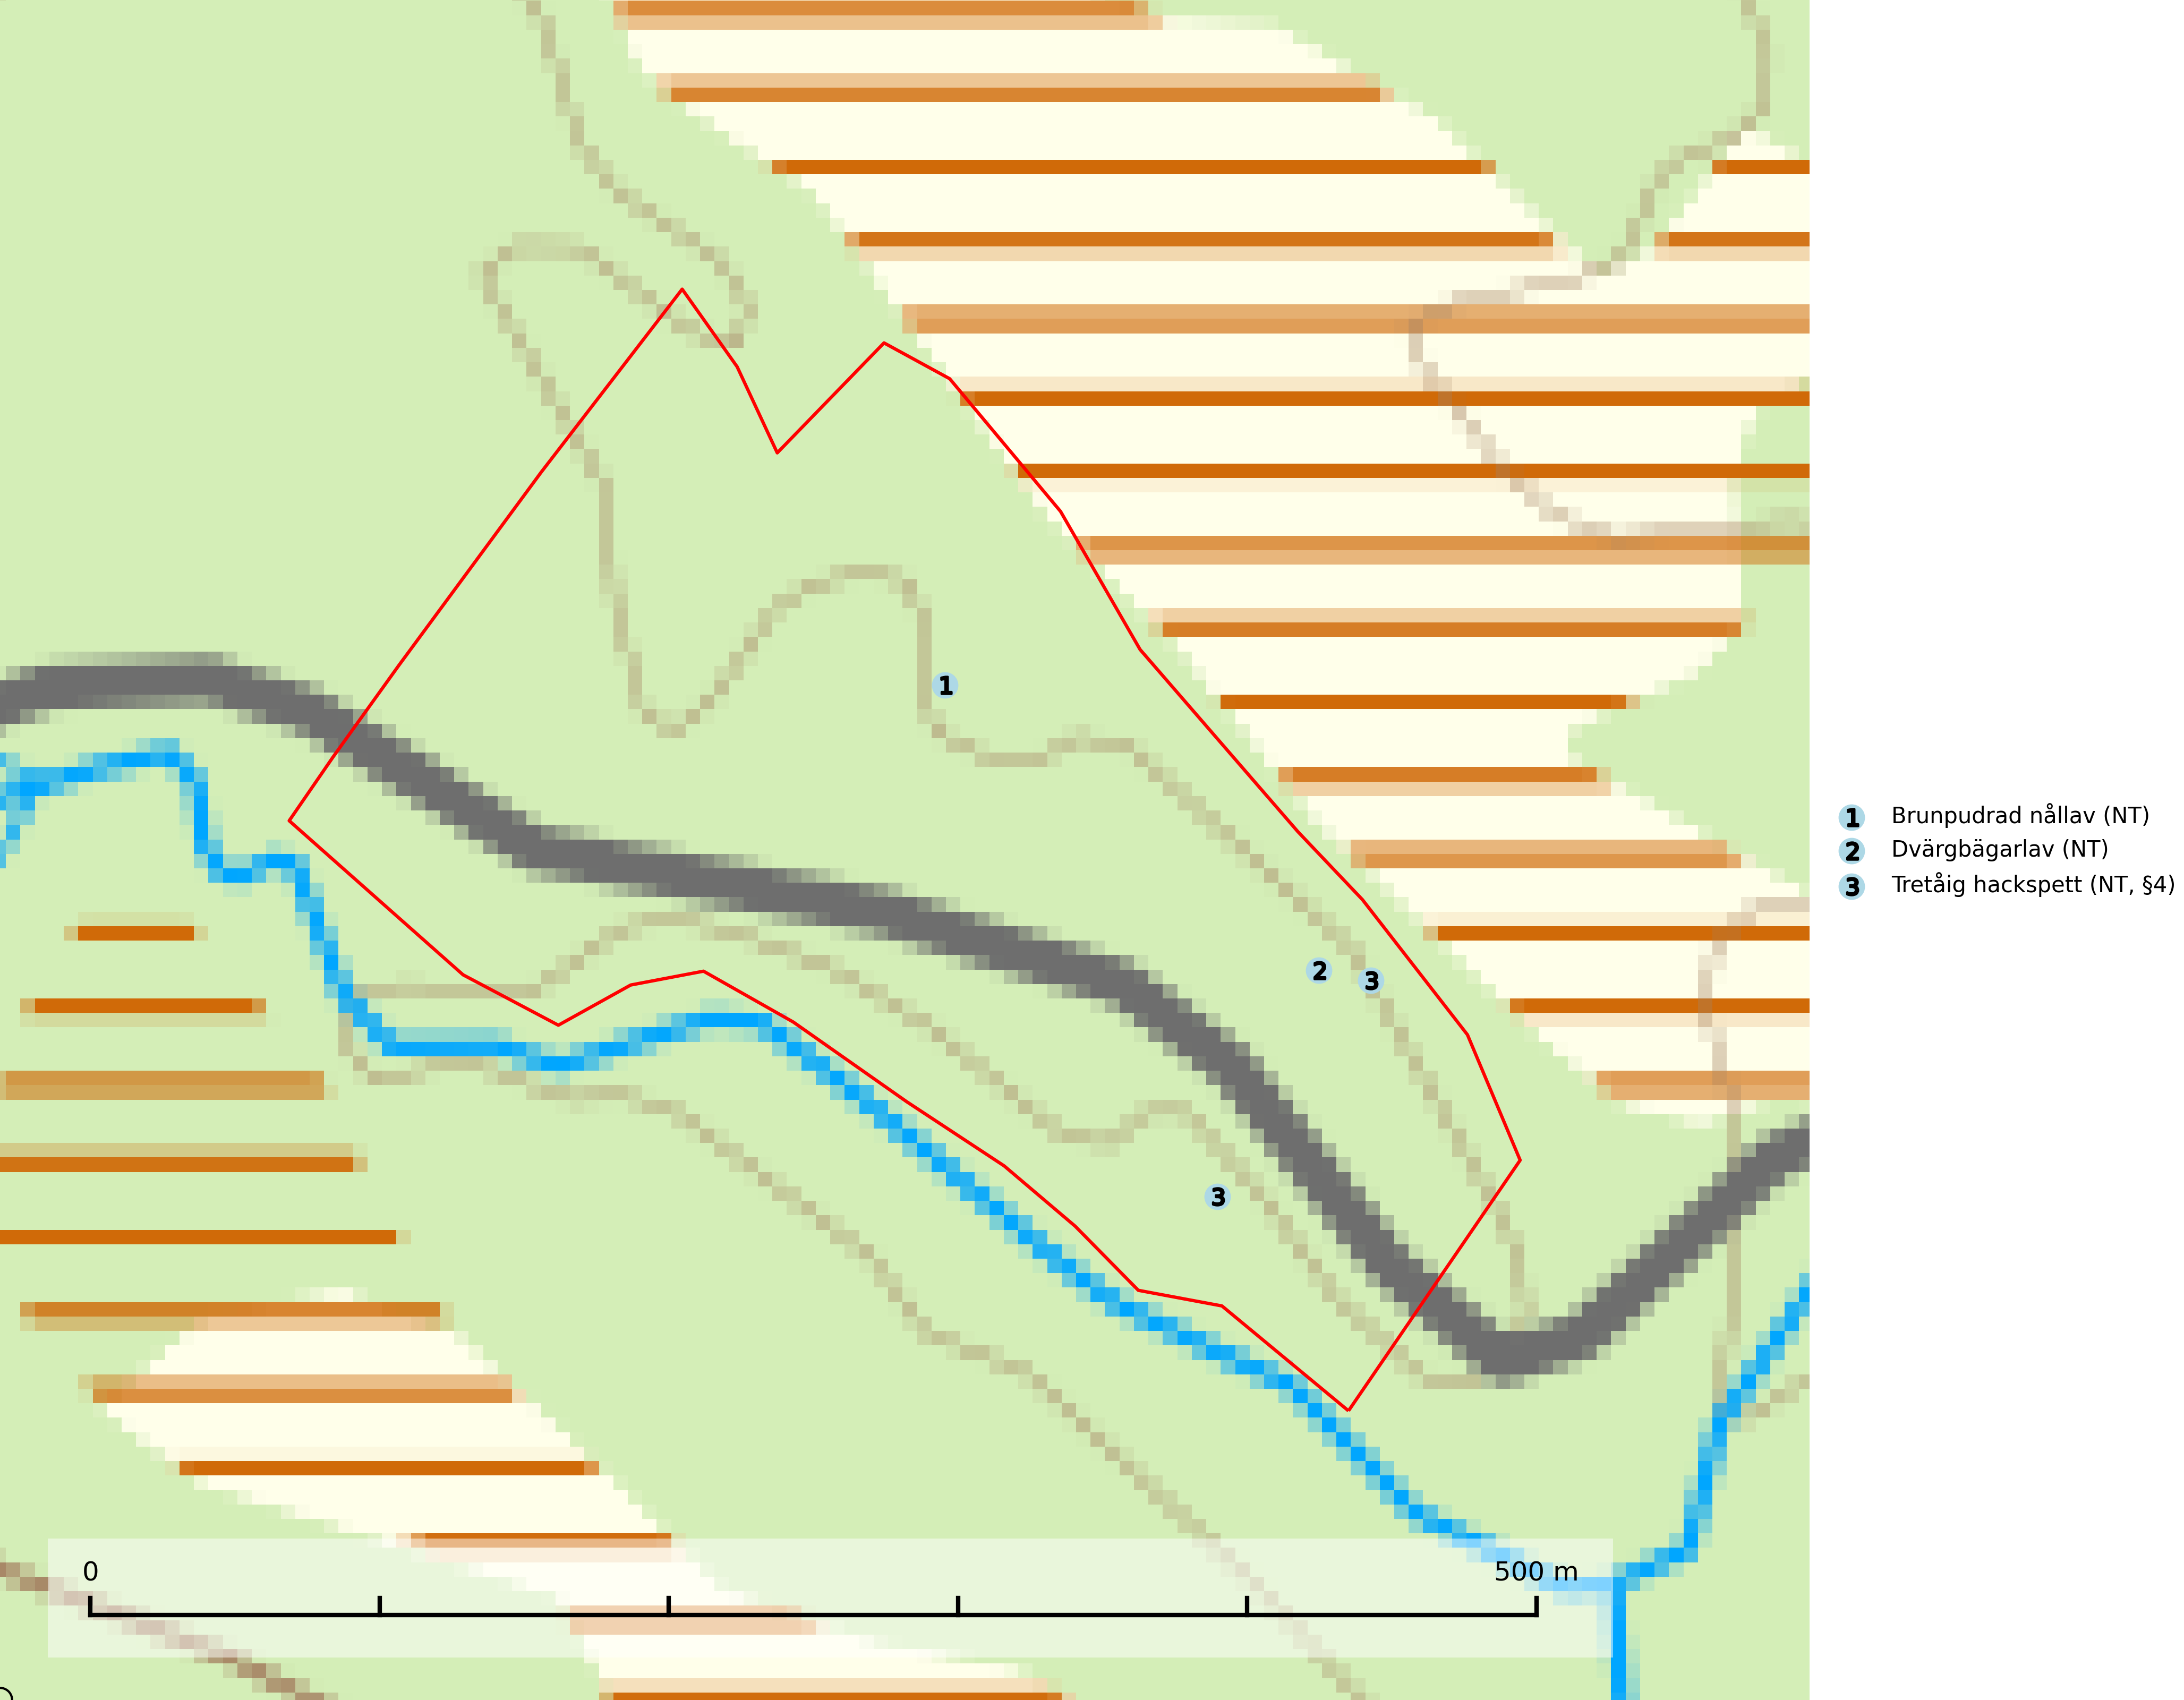 1
2
3
3
1 Brunpudrad nållav (NT)
2 Dvärgbägarlav (NT)
3 Tretåig hackspett (NT, §4)
0 500 m